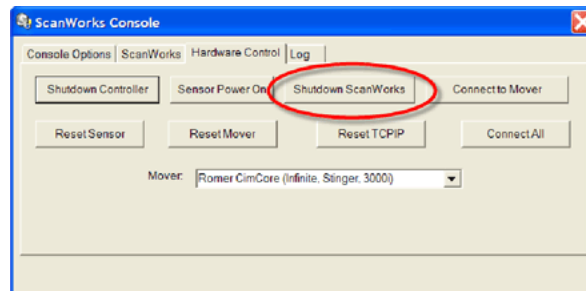 ScanWorks Console
Console Options ScanWorks Hardware Control Log
Shutdown Controller Sensor Power On Shutdown ScanWorks Connect to Mover
Reset Sensor Reset Mover Reset TCPIP Connect All
Mover: Romer CimCore (Infinite, Stinger, 3000i)